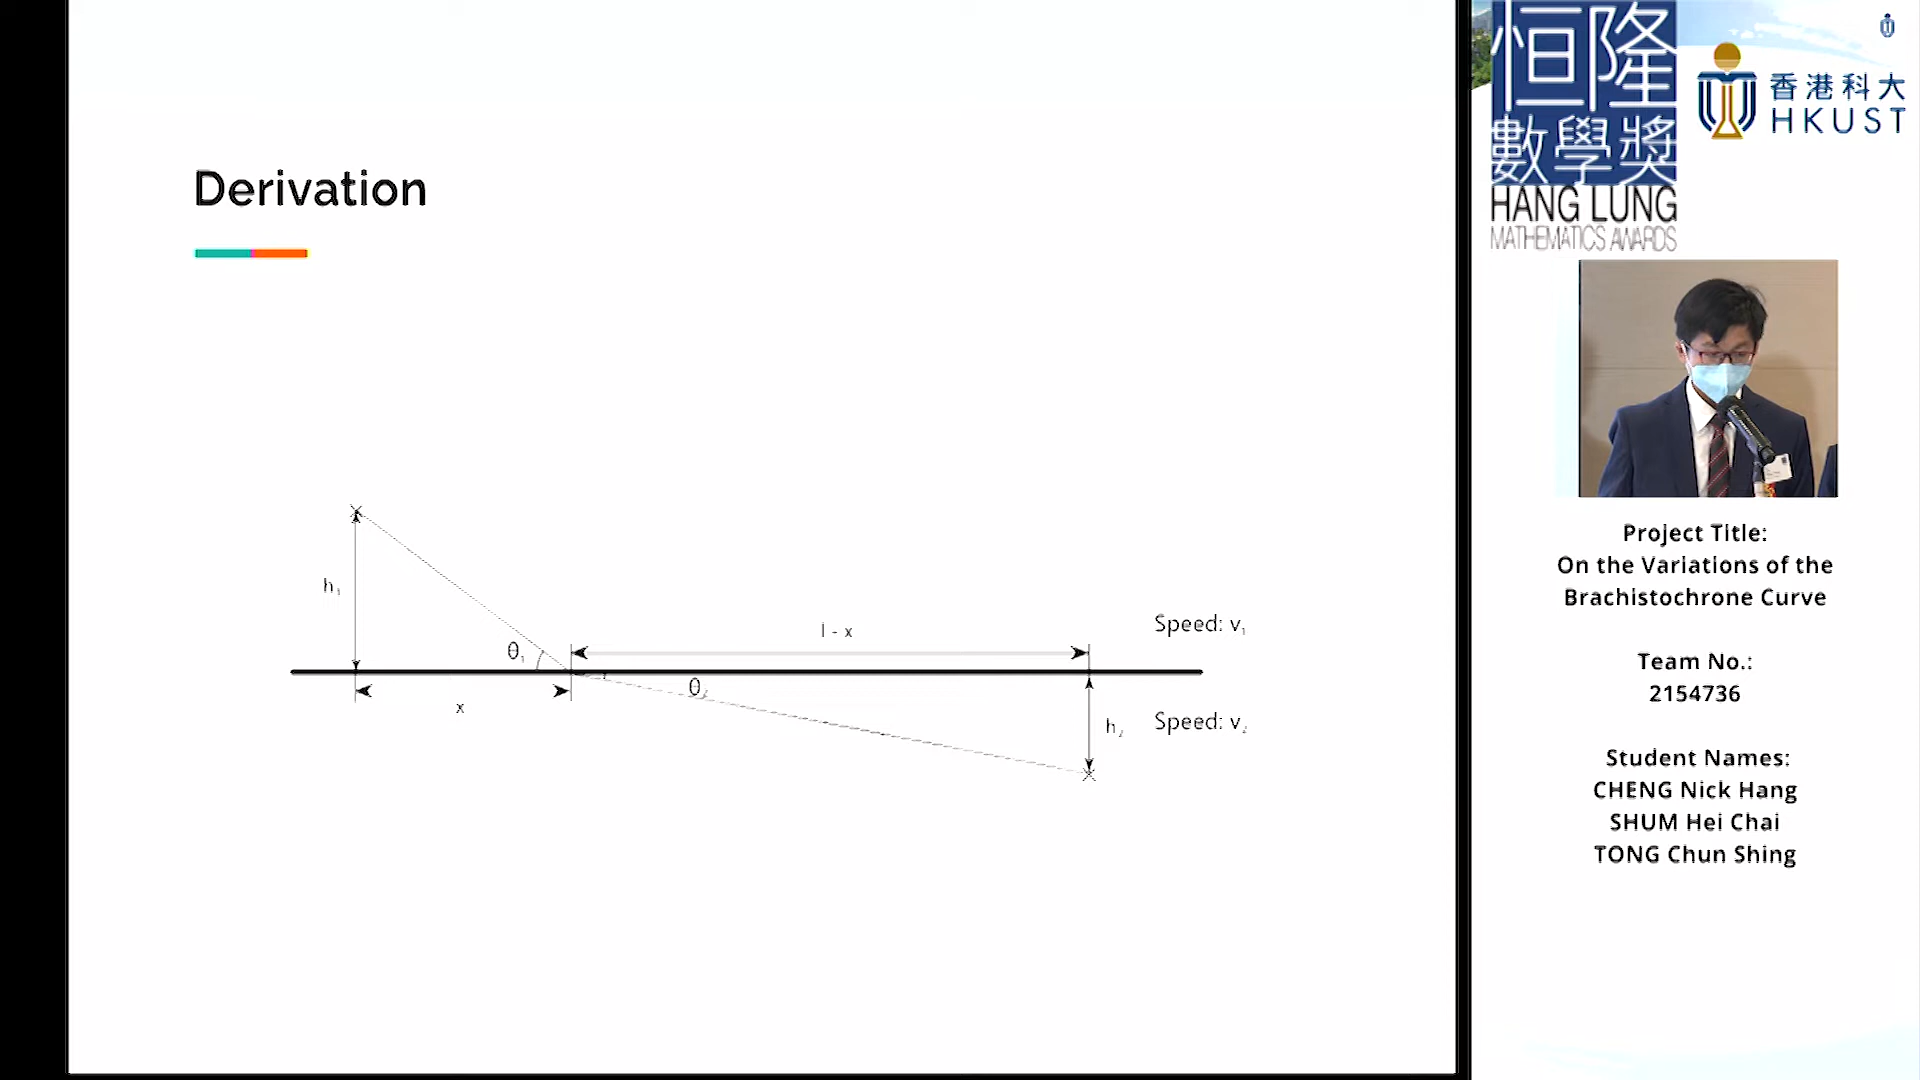 Derivation
h₁
θ₁
l - x
Speed: v₁
x
θ₂
h₂
Speed: v₂
恒隆
數學獎
HANG LUNG
MATHEMATICS AWARDS
香港科大
HKUST
Project Title:
On the Variations of the
Brachistochrone Curve
Team No.:
2154736
Student Names:
CHENG Nick Hang
SHUM Hei Chai
TONG Chun Shing